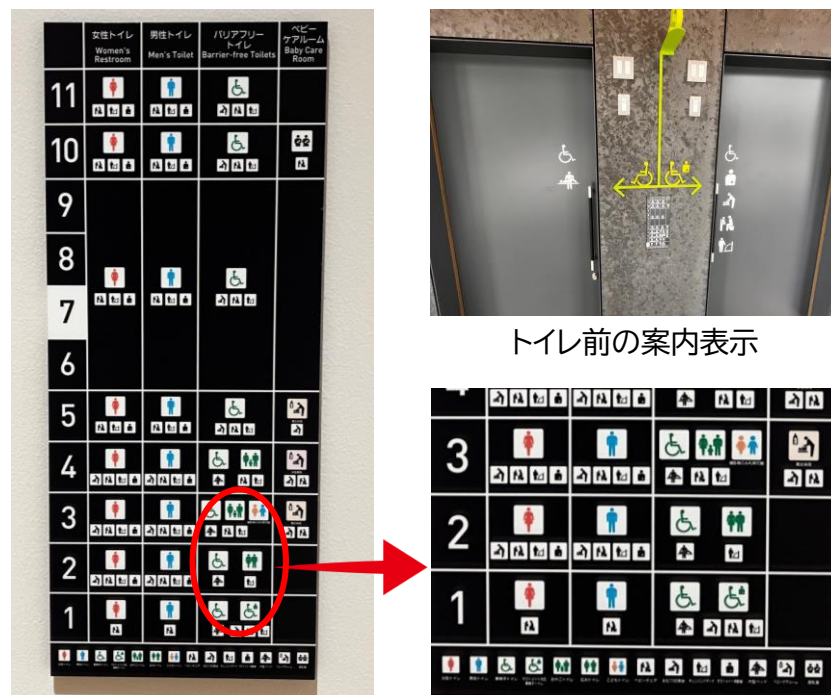 女性トイレ
Women's
Restroom
男性トイレ
Men's Toilet
バリアフリー
トイレ
Barrier-free Toilets
ベビー
ケアルーム
Baby Care
Room
11
10
9
8
7
6
5
4
3
2
1
トイレ前の案内表示
3
2
1